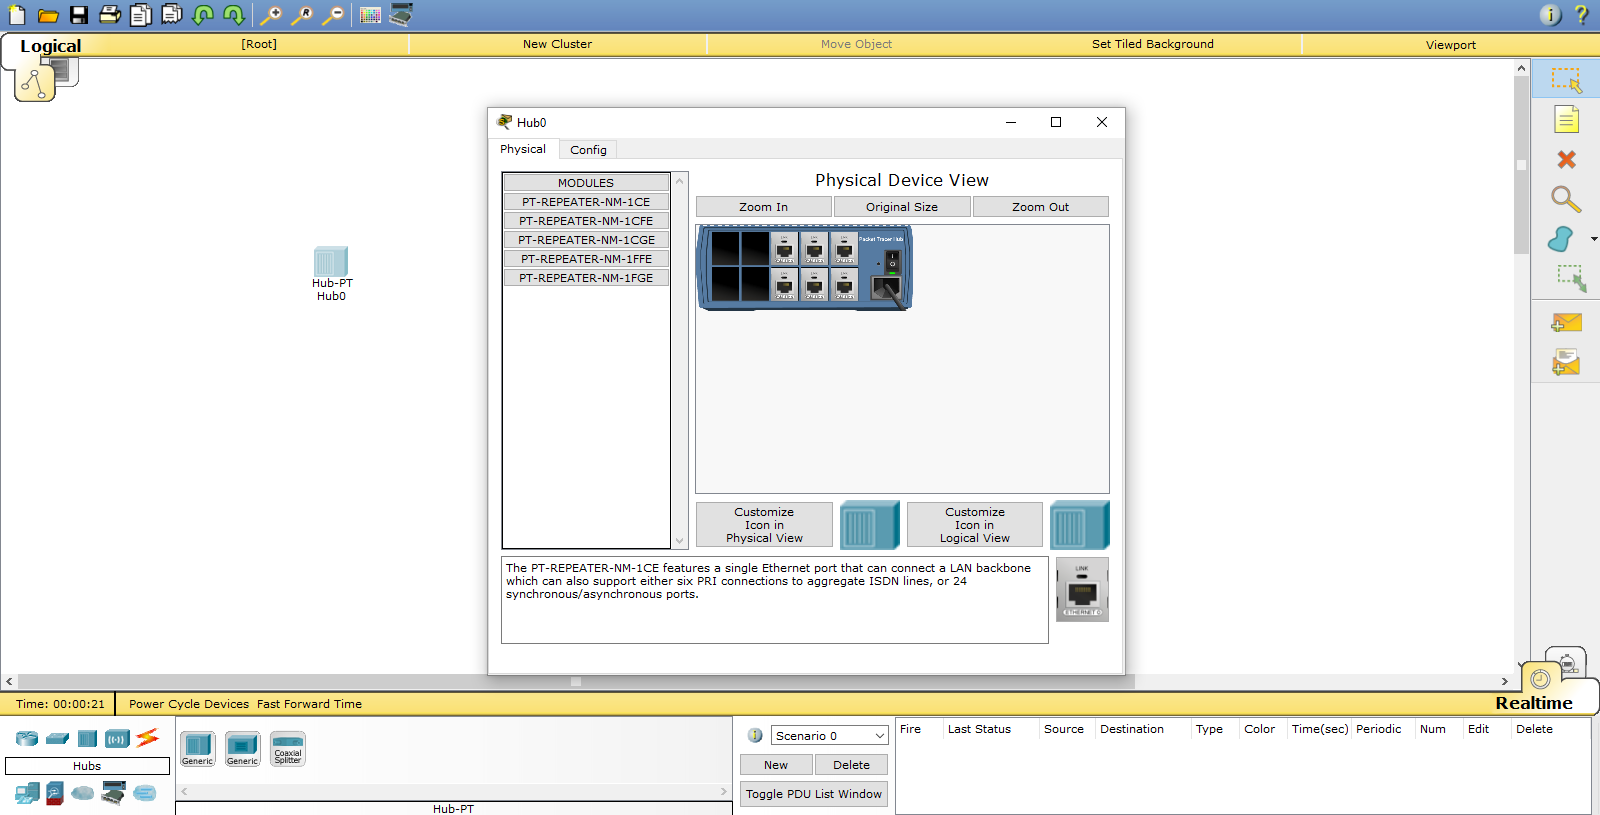 Logical
[Root]
New Cluster
Move Object
Set Tiled Background
Viewport
Hub-PT
Hub0
Hub0
Physical
Config
MODULES
PT-REPEATER-NM-1CE
PT-REPEATER-NM-1CFE
PT-REPEATER-NM-1CGE
PT-REPEATER-NM-1FFE
PT-REPEATER-NM-1FGE
Physical Device View
Zoom In
Original Size
Zoom Out
Packet Tracer Hub
Customize
Icon in
Physical View
Customize
Icon in
Logical View
The PT-REPEATER-NM-1CE features a single Ethernet port that can connect a LAN backbone
which can also support either six PRI connections to aggregate ISDN lines, or 24
synchronous/asynchronous ports.
LINK
ETHERNET 0
Realtime
Time: 00:00:21
Power Cycle Devices Fast Forward Time
Hubs
Generic
Generic
Coaxial
Splitter
Hub-PT
Scenario 0
New
Delete
Toggle PDU List Window
Fire
Last Status
Source
Destination
Type
Color
Time(sec)
Periodic
Num
Edit
Delete